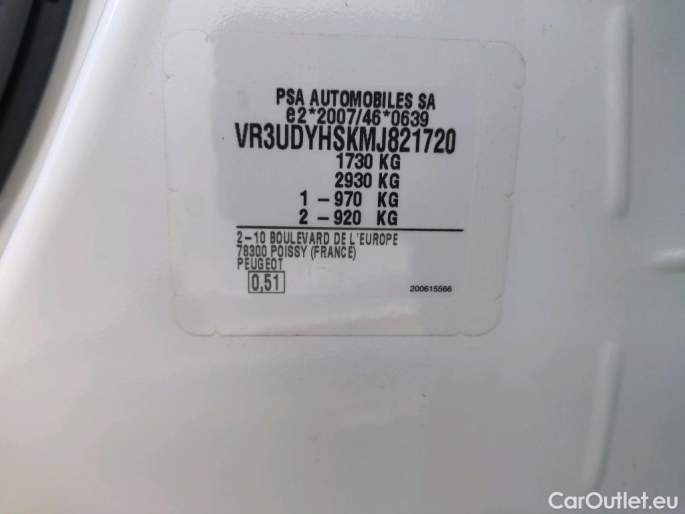 PSA AUTOMOBILES SA
e2*2007/46*0639
VR3UDYHSKMJ821720
1730 KG
2930 KG
1 – 970 KG
2 – 920 KG
2–10 BOULEVARD DE L'EUROPE
78300 POISSY (FRANCE)
PEUGEOT
0,51
200615566
CarOutlet.eu